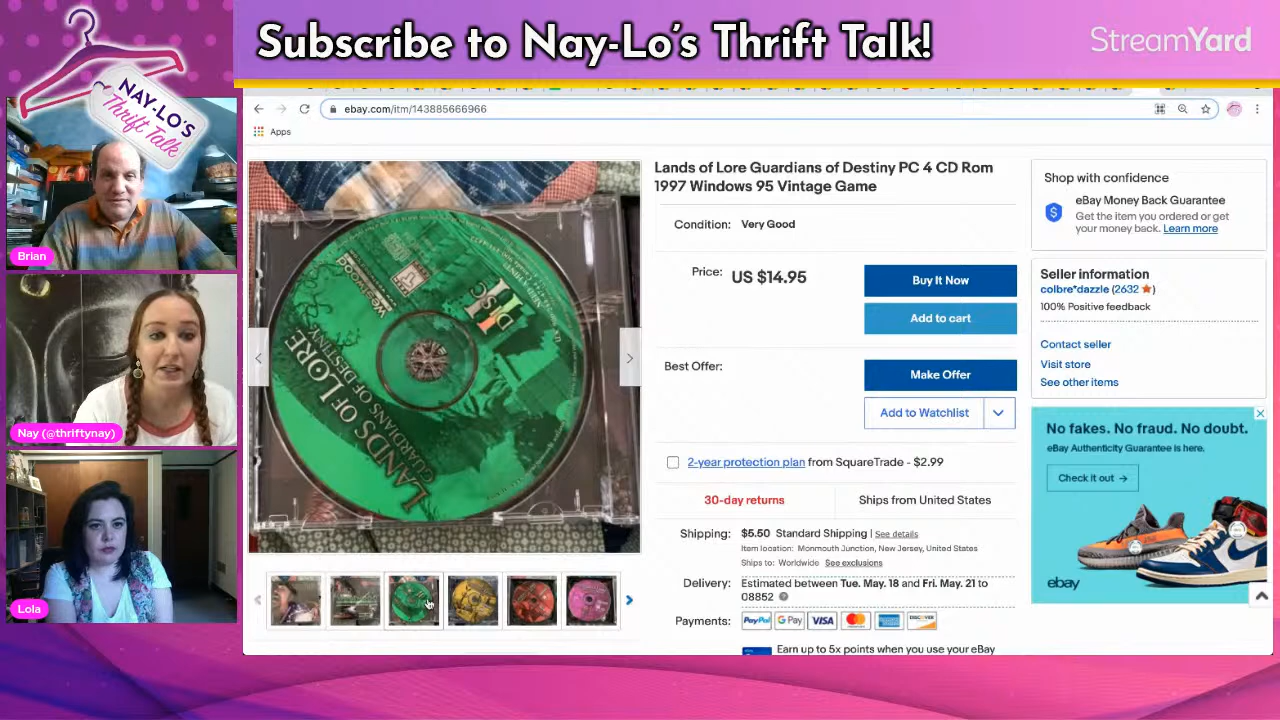 Subscribe to Nay-Lo's Thrift Talk!
StreamYard
NAY-LO'S
Thrift Talk
Brian
Nay (@thriftynay)
Lola
ebay.com/itm/143885666966
Apps
LANDS OF LORE
GUARDIANS OF DESTINY
Westwood
DISC
Lands of Lore Guardians of Destiny PC 4 CD Rom
1997 Windows 95 Vintage Game
Condition: Very Good
Price: US $14.95
Buy It Now
Add to cart
Best Offer:
Make Offer
Add to Watchlist
2-year protection plan from SquareTrade - $2.99
30-day returns
Ships from United States
Shipping: $5.50 Standard Shipping | See details
Item location: Monmouth Junction, New Jersey, United States
Ships to: Worldwide See exclusions
Delivery: Estimated between Tue. May. 18 and Fri. May. 21 to
08852
Payments: PayPal G Pay VISA MasterCard DISCOVER
Earn up to 5x points when you use your eBay
Shop with confidence
eBay Money Back Guarantee
Get the item you ordered or get
your money back. Learn more
Seller information
colbre*dazzle (2632)
100% Positive feedback
Contact seller
Visit store
See other items
No fakes. No fraud. No doubt.
eBay Authenticity Guarantee is here.
Check it out →
ebay